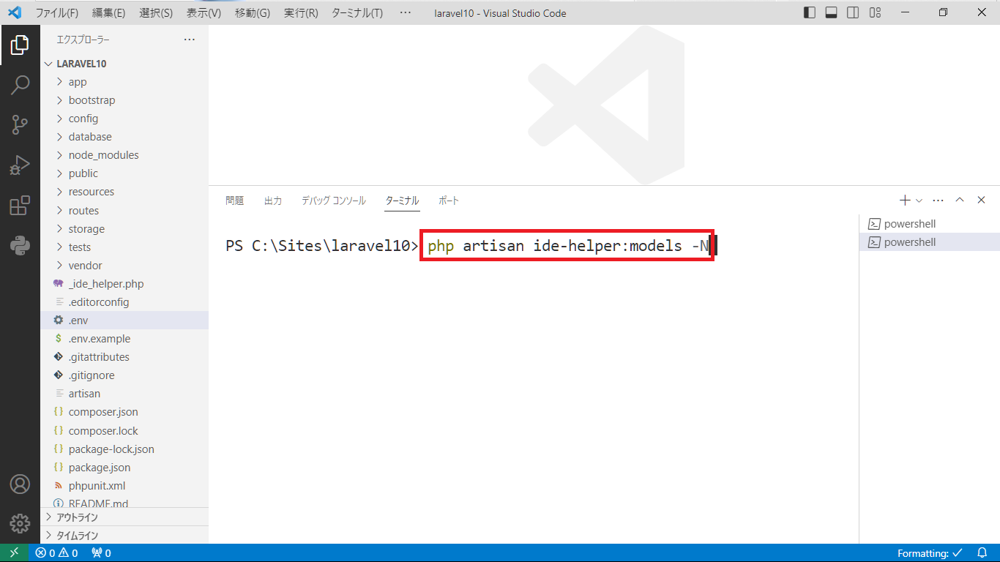 ファイル(F) 編集(E) 選択(S) 表示(V) 移動(G) 実行(R) ターミナル(T) ··· laravel10 - Visual Studio Code
エクスプローラー ···
LARAVEL10
app
bootstrap
config
database
node_modules
public
resources
routes
storage
tests
vendor
_ide_helper.php
.editorconfig
.env
.env.example
.gitattributes
.gitignore
artisan
composer.json
composer.lock
package-lock.json
package.json
phpunit.xml
README.md
アウトライン
タイムライン
問題 出力 デバッグ コンソール ターミナル ポート
PS C:\Sites\laravel10> php artisan ide-helper:models -N
powershell
powershell
0 0 0 Formatting: ✓